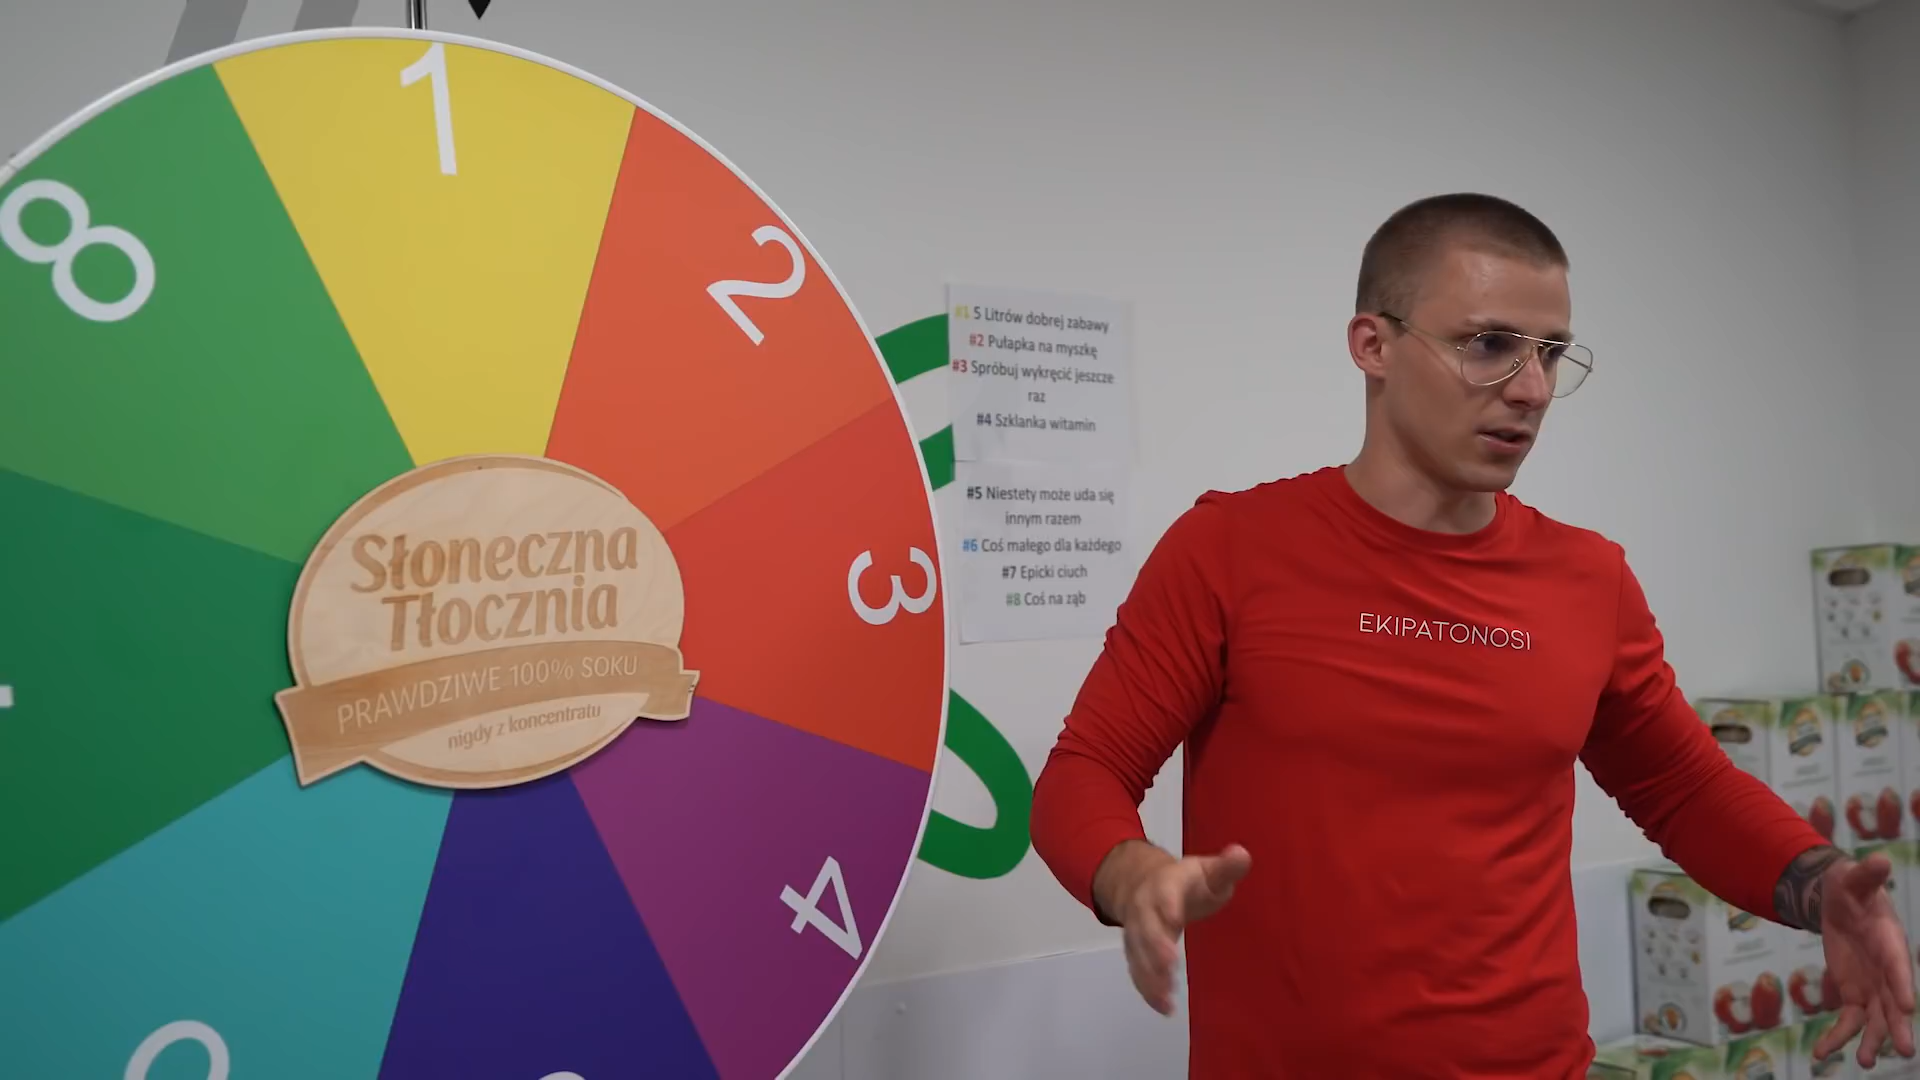 1
2
3
4
8
Słoneczna
Tłocznia
PRAWDZIWE 100% SOKU
nigdy z koncentratu
#1 5 Litrów dobrej zabawy
#2 Pułapka na myszkę
#3 Spróbuj wykręcić jeszcze
raz
#4 Szklanka witamin
#5 Niestety może uda się
innym razem
#6 Coś małego dla każdego
#7 Epicki ciuch
#8 Coś na ząb
EKIPATONOSI